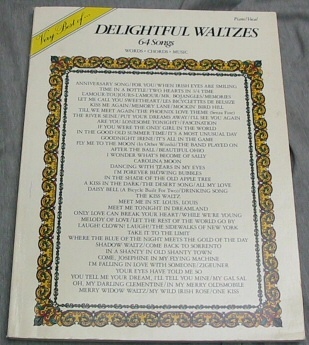 Very Best of...
Piano/Vocal
DELIGHTFUL WALTZES
64 Songs
WORDS • CHORDS • MUSIC
ANNIVERSARY SONG/FOR YOU/WHEN IRISH EYES ARE SMILING
TIME IN A BOTTLE/TWO HEARTS IN 3/4 TIME
L'AMOUR-TOUJOURS-L'AMOUR/MR. BOJANGLES/MEMORIES
LET ME CALL YOU SWEETHEART/LES BICYCLETTES DE BELSIZE
KISS ME AGAIN/MEMORY LANE/MOCKIN' BIRD HILL
TILL WE MEET AGAIN/THE PHOENIX LOVE THEME
THE RIVER SEINE/PUT YOUR DREAMS AWAY/I'LL SEE YOU AGAIN
ARE YOU LONESOME TONIGHT/FASCINATION
IF YOU WERE THE ONLY GIRL IN THE WORLD
IN THE GOOD OLD SUMMER TIME/IT'S A MOST UNUSUAL DAY
GOODNIGHT IRENE/IT'S ALL IN THE GAME
FLY ME TO THE MOON (In Other Words)/THE BAND PLAYED ON
AFTER THE BALL/BEAUTIFUL OHIO
I WONDER WHAT'S BECOME OF SALLY
CAROLINA MOON
DANCING WITH TEARS IN MY EYES
I'M FOREVER BLOWING BUBBLES
IN THE SHADE OF THE OLD APPLE TREE
A KISS IN THE DARK/THE DESERT SONG/ALL MY LOVE
DAISY BELL (A Bicycle Built For Two)/DRINKING SONG
THE KISS WALTZ
MEET ME IN ST. LOUIS, LOUIS
MEET ME TONIGHT IN DREAMLAND
ONLY LOVE CAN BREAK YOUR HEART/WHILE WE'RE YOUNG
MELODY OF LOVE/LET THE REST OF THE WORLD GO BY
LAUGH! CLOWN! LAUGH!/THE SIDEWALKS OF NEW YORK
TAKE IT TO THE LIMIT
WHERE THE BLUE OF THE NIGHT MEETS THE GOLD OF THE DAY
SHADOW WALTZ/COME BACK TO SORRENTO
IN A SHANTY IN OLD SHANTY TOWN
COME, JOSEPHINE IN MY FLYING MACHINE
I'M FALLING IN LOVE WITH SOMEONE/ZIGEUNER
YOUR EYES HAVE TOLD ME SO
YOU TELL ME YOUR DREAM, I'LL TELL YOU MINE/MY GAL SAL
OH, MY DARLING CLEMENTINE/IN MY MERRY OLDSMOBILE
MERRY WIDOW WALTZ/MY WILD IRISH ROSE/ONE KISS